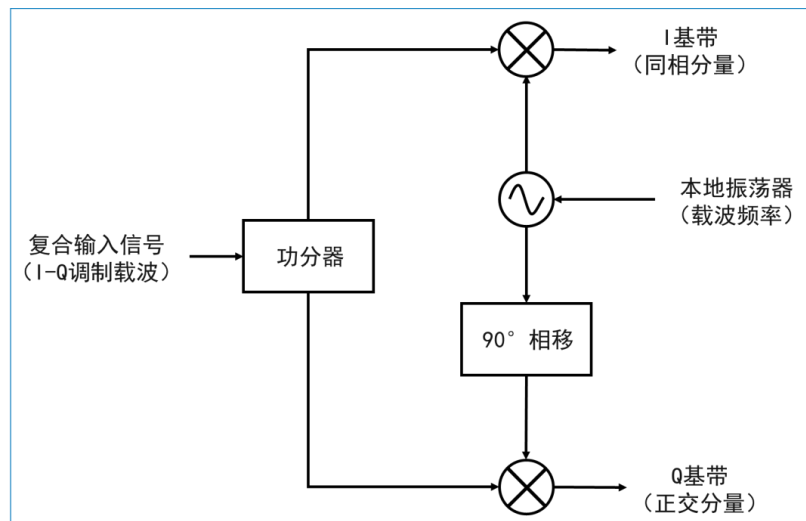 I基带
（同相分量）
本地振荡器
（载波频率）
复合输入信号
（I-Q调制载波）
功分器
90°相移
Q基带
（正交分量）